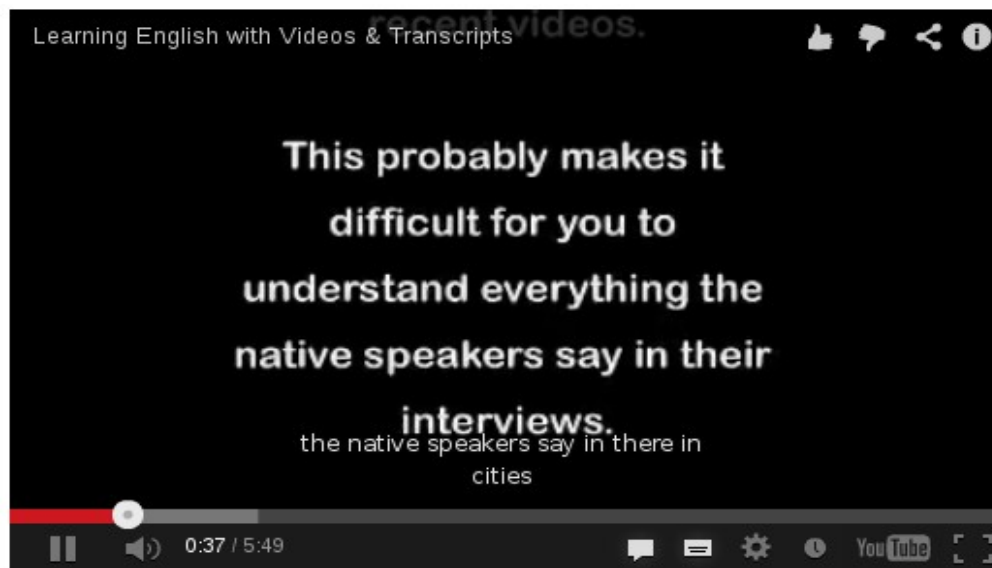 recent videos.
Learning English with Videos & Transcripts
This probably makes it
difficult for you to
understand everything the
native speakers say in their
interviews.
the native speakers say in there in
cities
0:37 / 5:49
YouTube